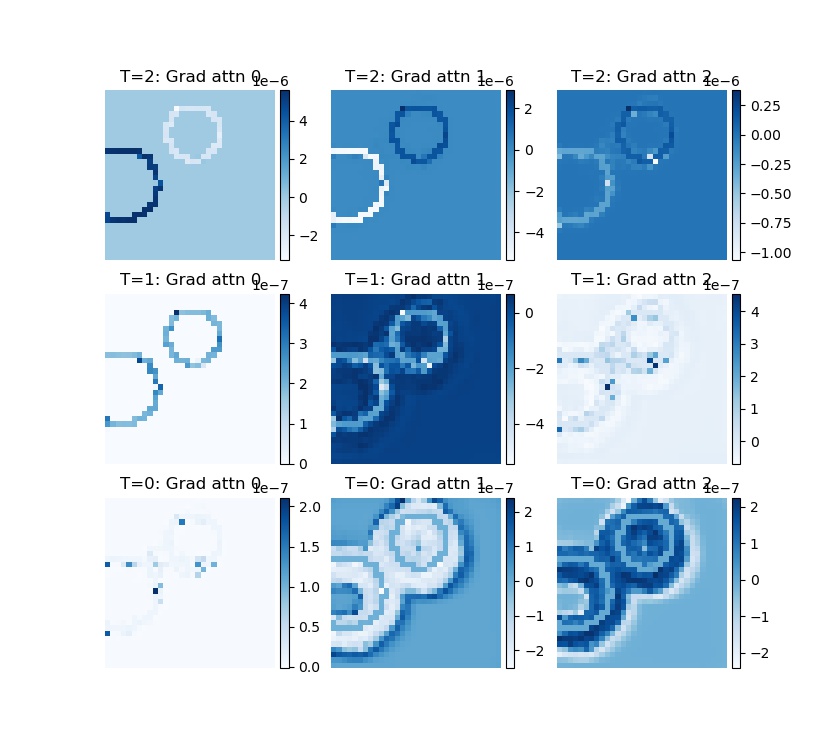 T=2: Grad attn 0
1e−6
4
2
0
−2
T=2: Grad attn 1
1e−6
2
0
−2
−4
T=2: Grad attn 2
1e−6
0.25
0.00
−0.25
−0.50
−0.75
−1.00
T=1: Grad attn 0
1e−7
4
3
2
1
0
T=1: Grad attn 1
1e−7
0
−2
−4
T=1: Grad attn 2
1e−7
4
3
2
1
0
T=0: Grad attn 0
1e−7
2.0
1.5
1.0
0.5
0.0
T=0: Grad attn 1
1e−7
2
1
0
−1
−2
T=0: Grad attn 2
1e−7
2
1
0
−1
−2